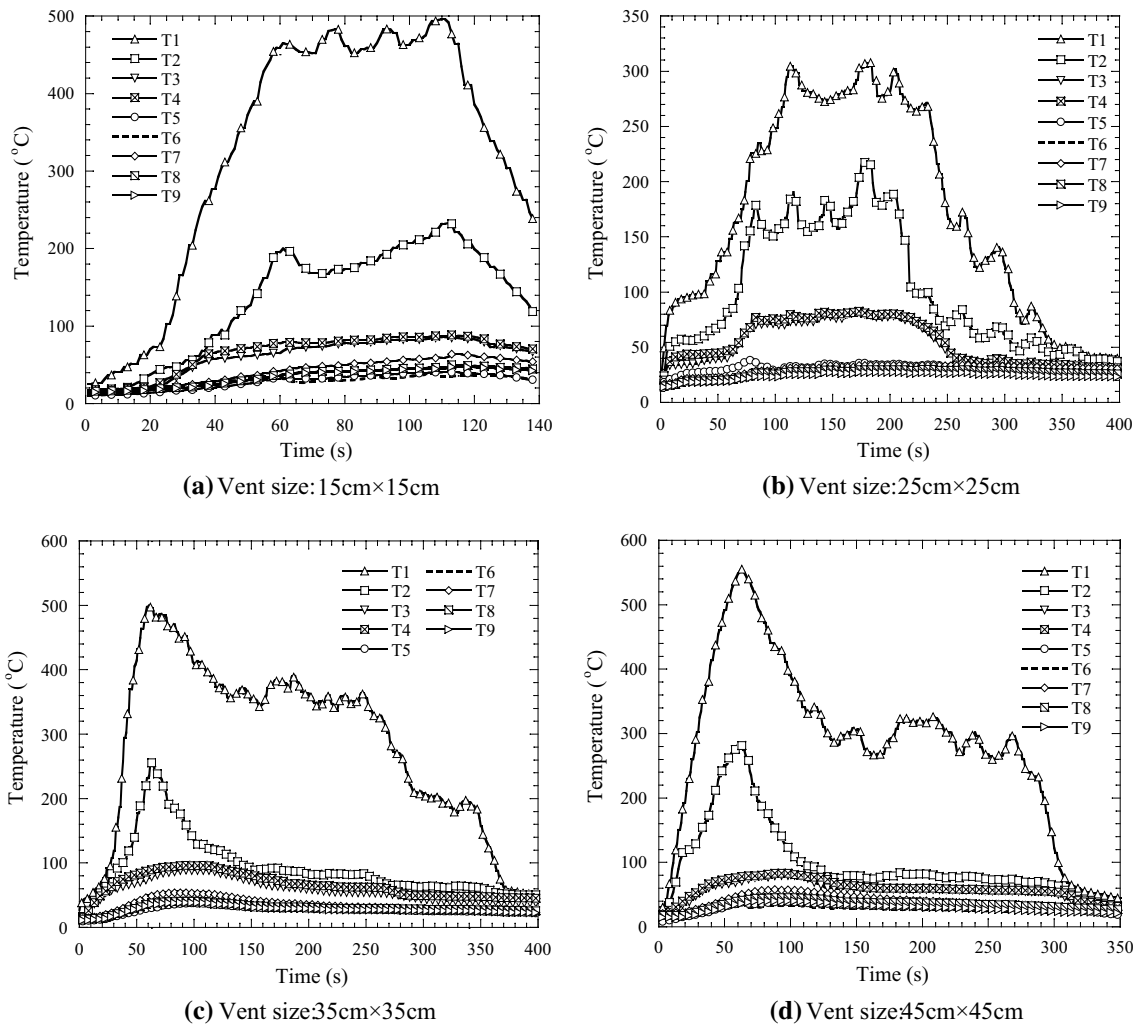 500
400
300
200
100
0
Temperature ( °C)
T1
T2
T3
T4
T5
T6
T7
T8
T9
0 20 40 60 80 100 120 140
Time (s)
(a) Vent size:15cm×15cm
350
300
250
200
150
100
50
0
Temperature ( °C)
T1
T2
T3
T4
T5
T6
T7
T8
T9
0 50 100 150 200 250 300 350 400
Time (s)
(b) Vent size:25cm×25cm
600
500
400
300
200
100
0
Temperature ( °C)
T1 T6
T2 T7
T3 T8
T4 T9
T5
0 50 100 150 200 250 300 350 400
Time (s)
(c) Vent size:35cm×35cm
600
500
400
300
200
100
0
Temperature ( °C)
T1
T2
T3
T4
T5
T6
T7
T8
T9
0 50 100 150 200 250 300 350
Time (s)
(d) Vent size:45cm×45cm